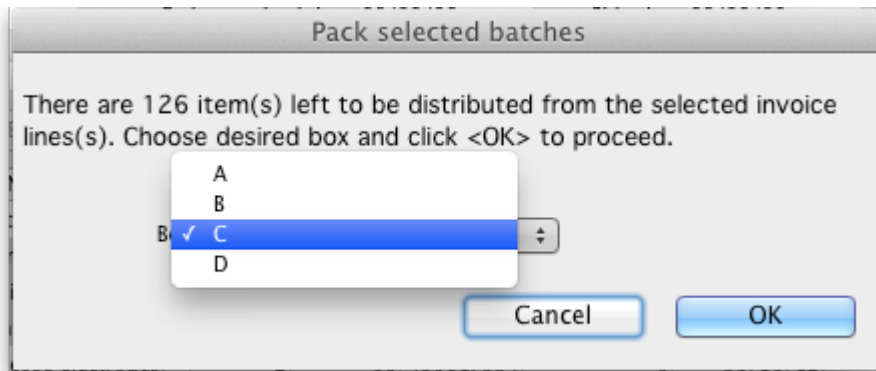 Pack selected batches
There are 126 item(s) left to be distributed from the selected invoice
lines(s). Choose desired box and click <OK> to proceed.
A
B
✓ C
D
Cancel
OK